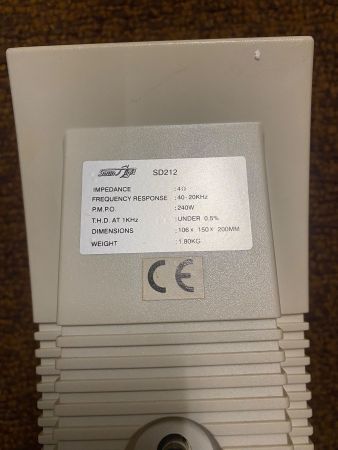 SD212
IMPEDANCE : 4Ω
FREQUENCY RESPONSE : 40-20KHz
P.M.P.O. : 240W
T.H.D. AT 1KHz : UNDER 0.5%
DIMENSIONS : 106 x 150 x 200MM
WEIGHT : 1.80KG
CE